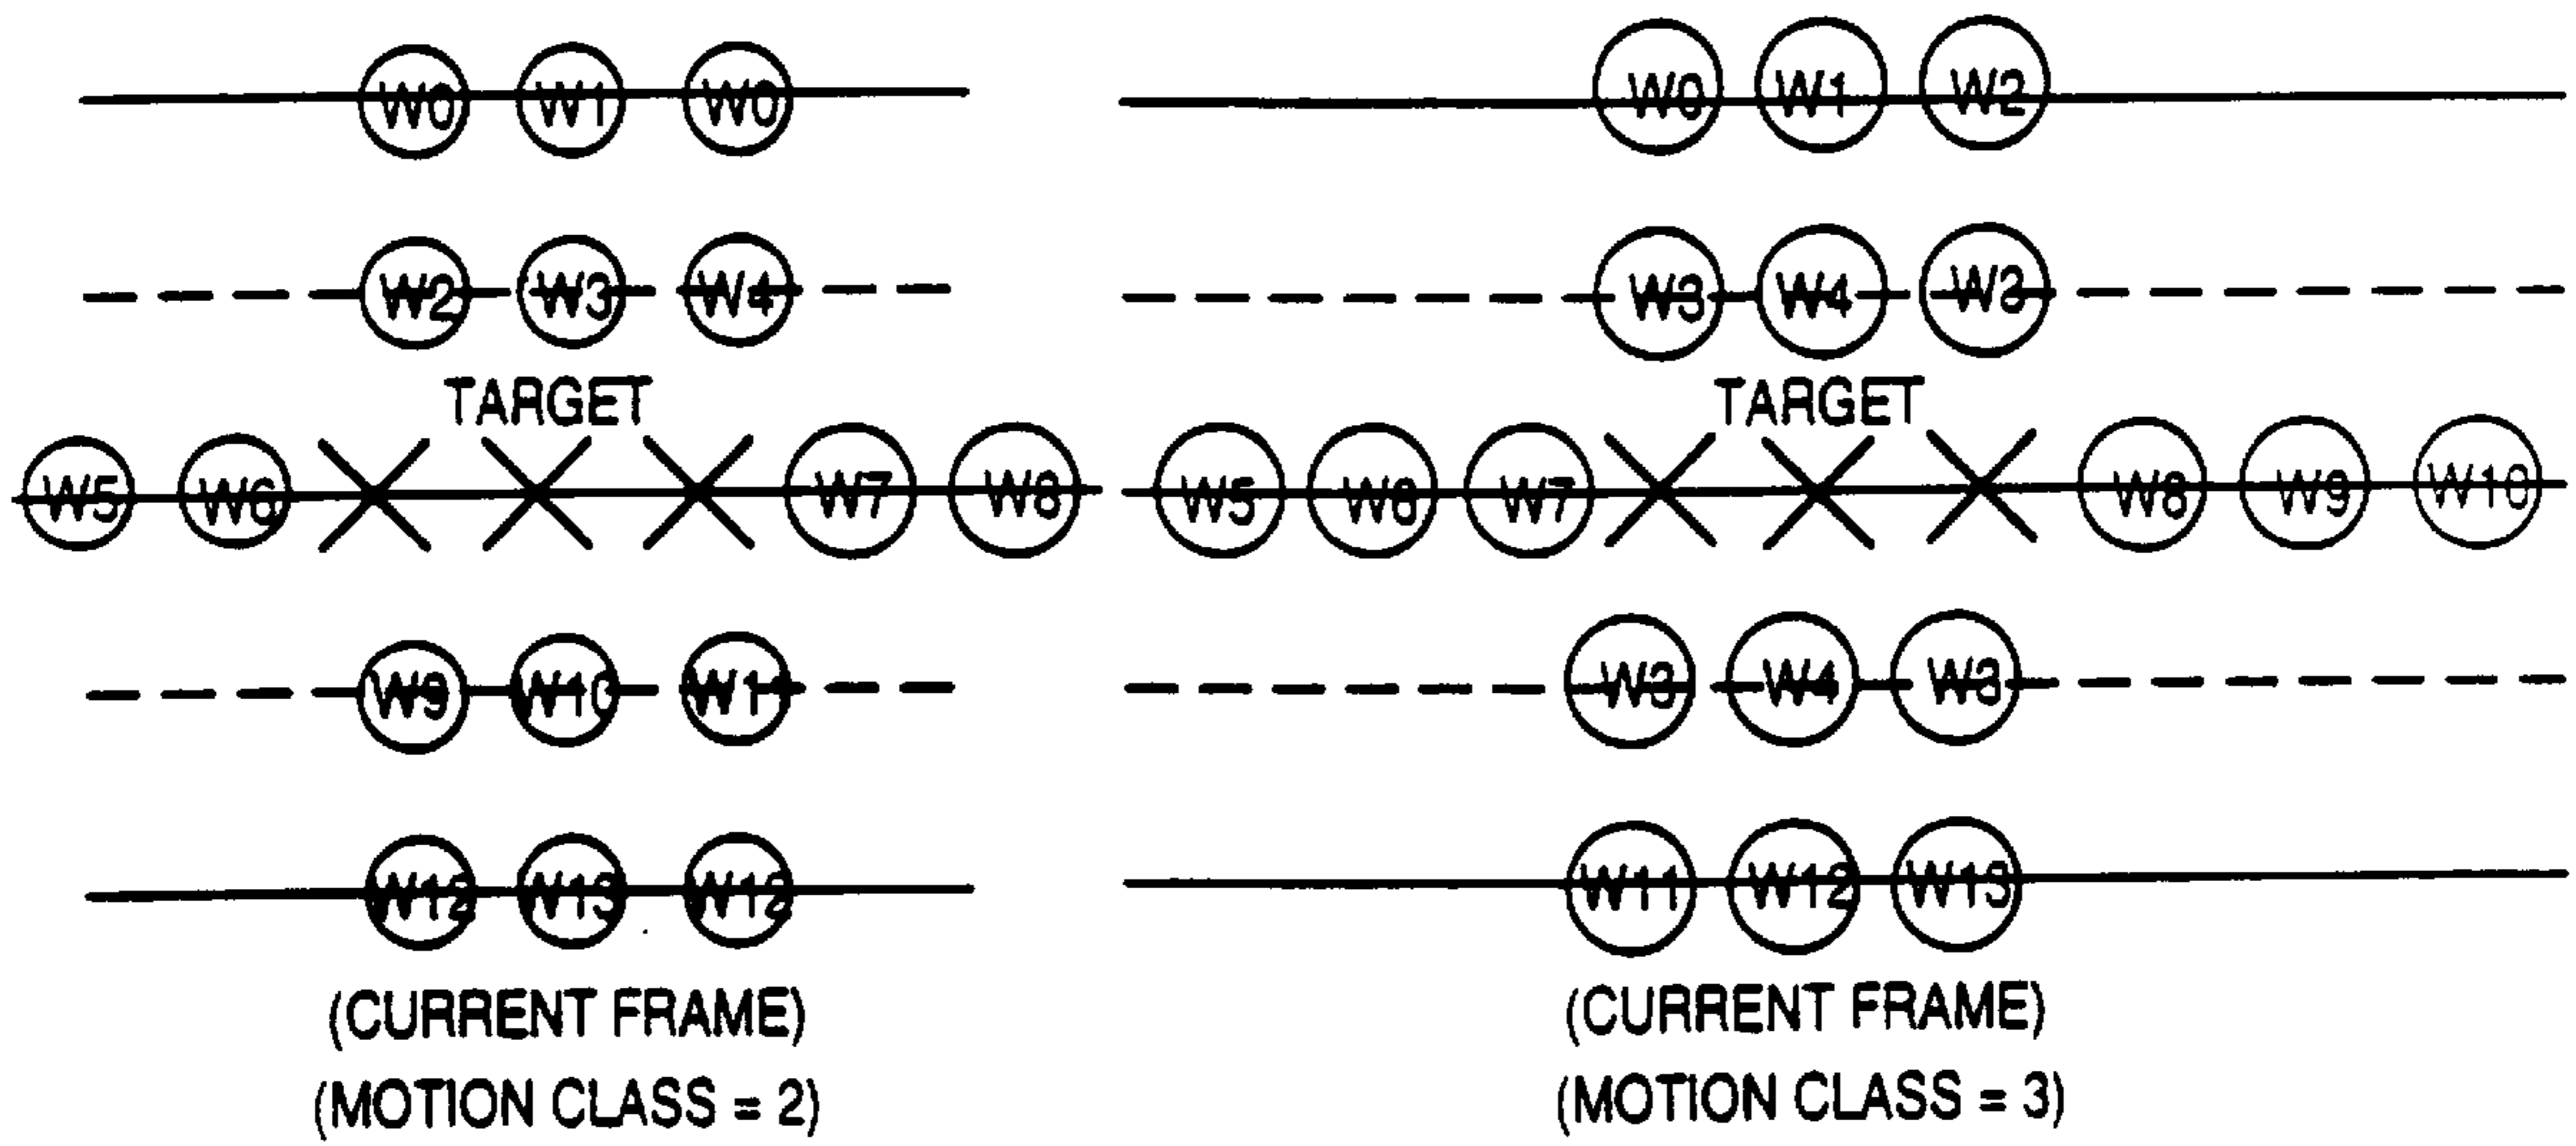 W0 W1 W0
W2 W3 W4
TARGET
W5 W6 W7 W8
W9 W10 W11
W12 W13 W12
(CURRENT FRAME)
(MOTION CLASS = 2)
W0 W1 W2
W3 W4 W3
TARGET
W5 W6 W7 W8 W9 W10
W3 W4 W3
W11 W12 W13
(CURRENT FRAME)
(MOTION CLASS = 3)